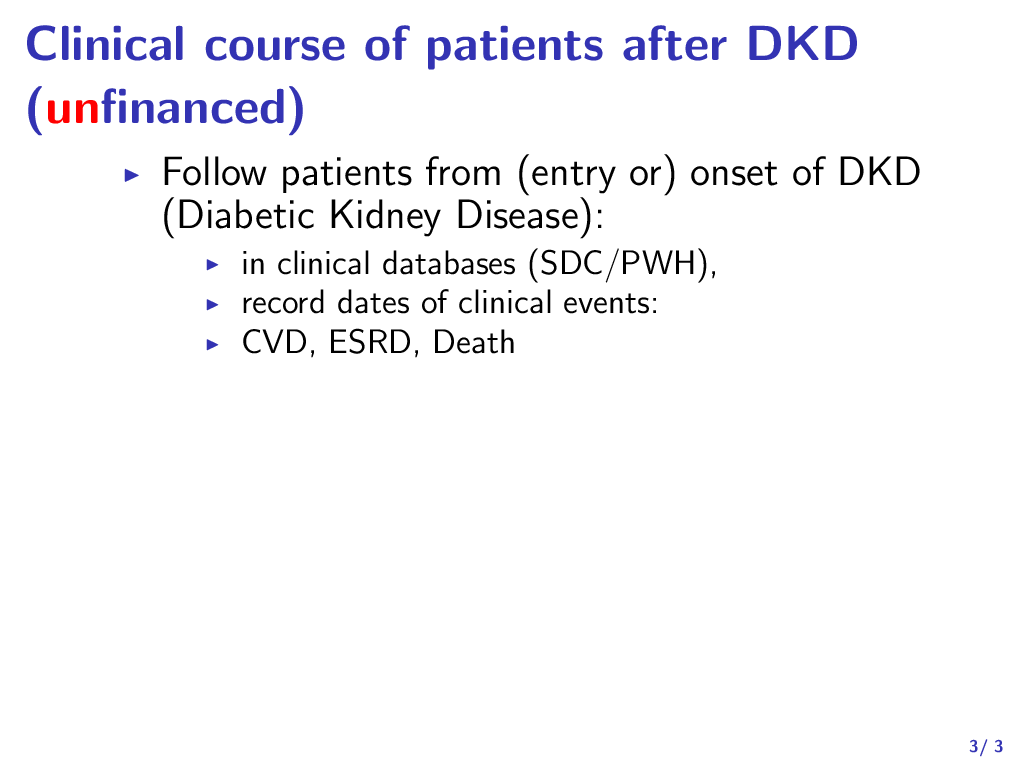 Clinical course of patients after DKD
(unfinanced)
▶ Follow patients from (entry or) onset of DKD
(Diabetic Kidney Disease):
▶ in clinical databases (SDC/PWH),
▶ record dates of clinical events:
▶ CVD, ESRD, Death
3/ 3